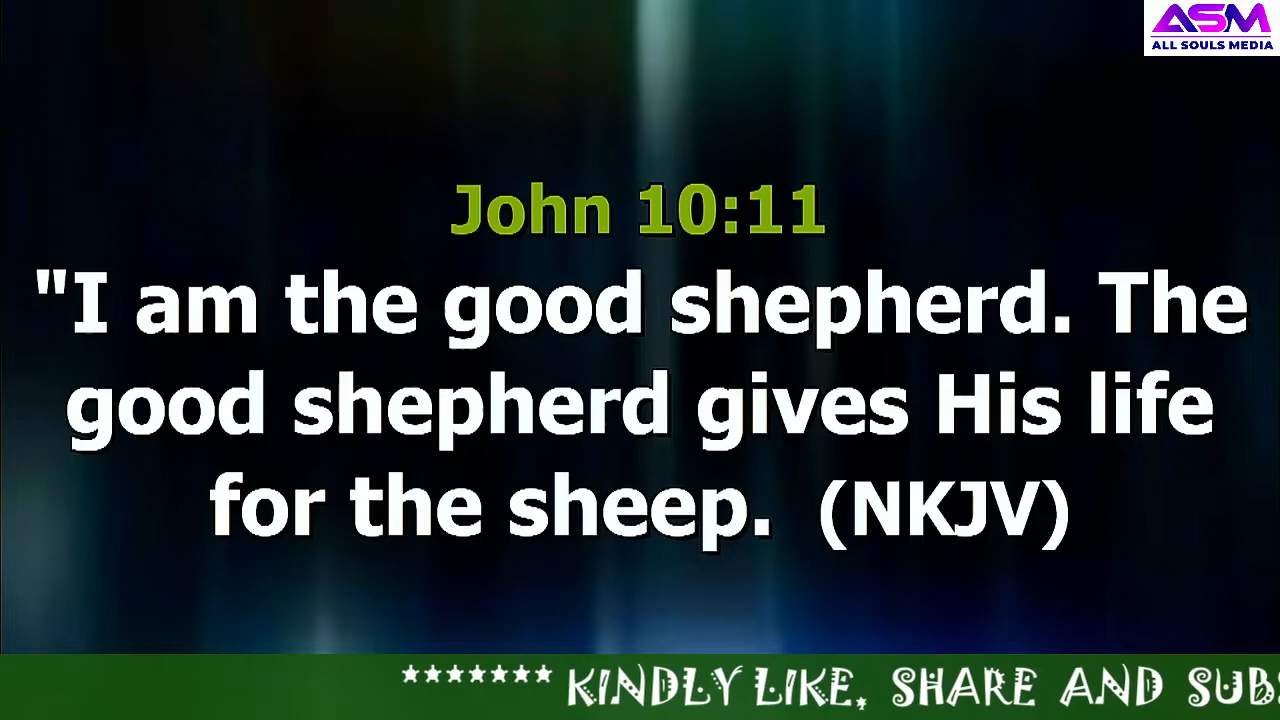 ASM
ALL SOULS MEDIA
John 10:11
"I am the good shepherd. The
good shepherd gives His life
for the sheep. (NKJV)
******* KINDLY LIKE, SHARE AND SUBS